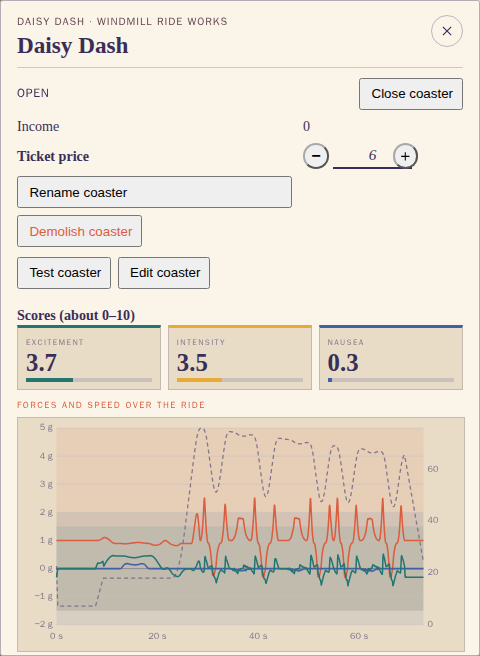 DAISY DASH · WINDMILL RIDE WORKS
Daisy Dash
×
OPEN
Close coaster
Income 0
Ticket price − 6 +
Rename coaster
Demolish coaster
Test coaster Edit coaster
Scores (about 0–10)
EXCITEMENT INTENSITY NAUSEA
3.7 3.5 0.3
FORCES AND SPEED OVER THE RIDE
5 g
4 g
3 g
2 g
1 g
0 g
−1 g
−2 g
60
40
20
0
0 s 20 s 40 s 60 s